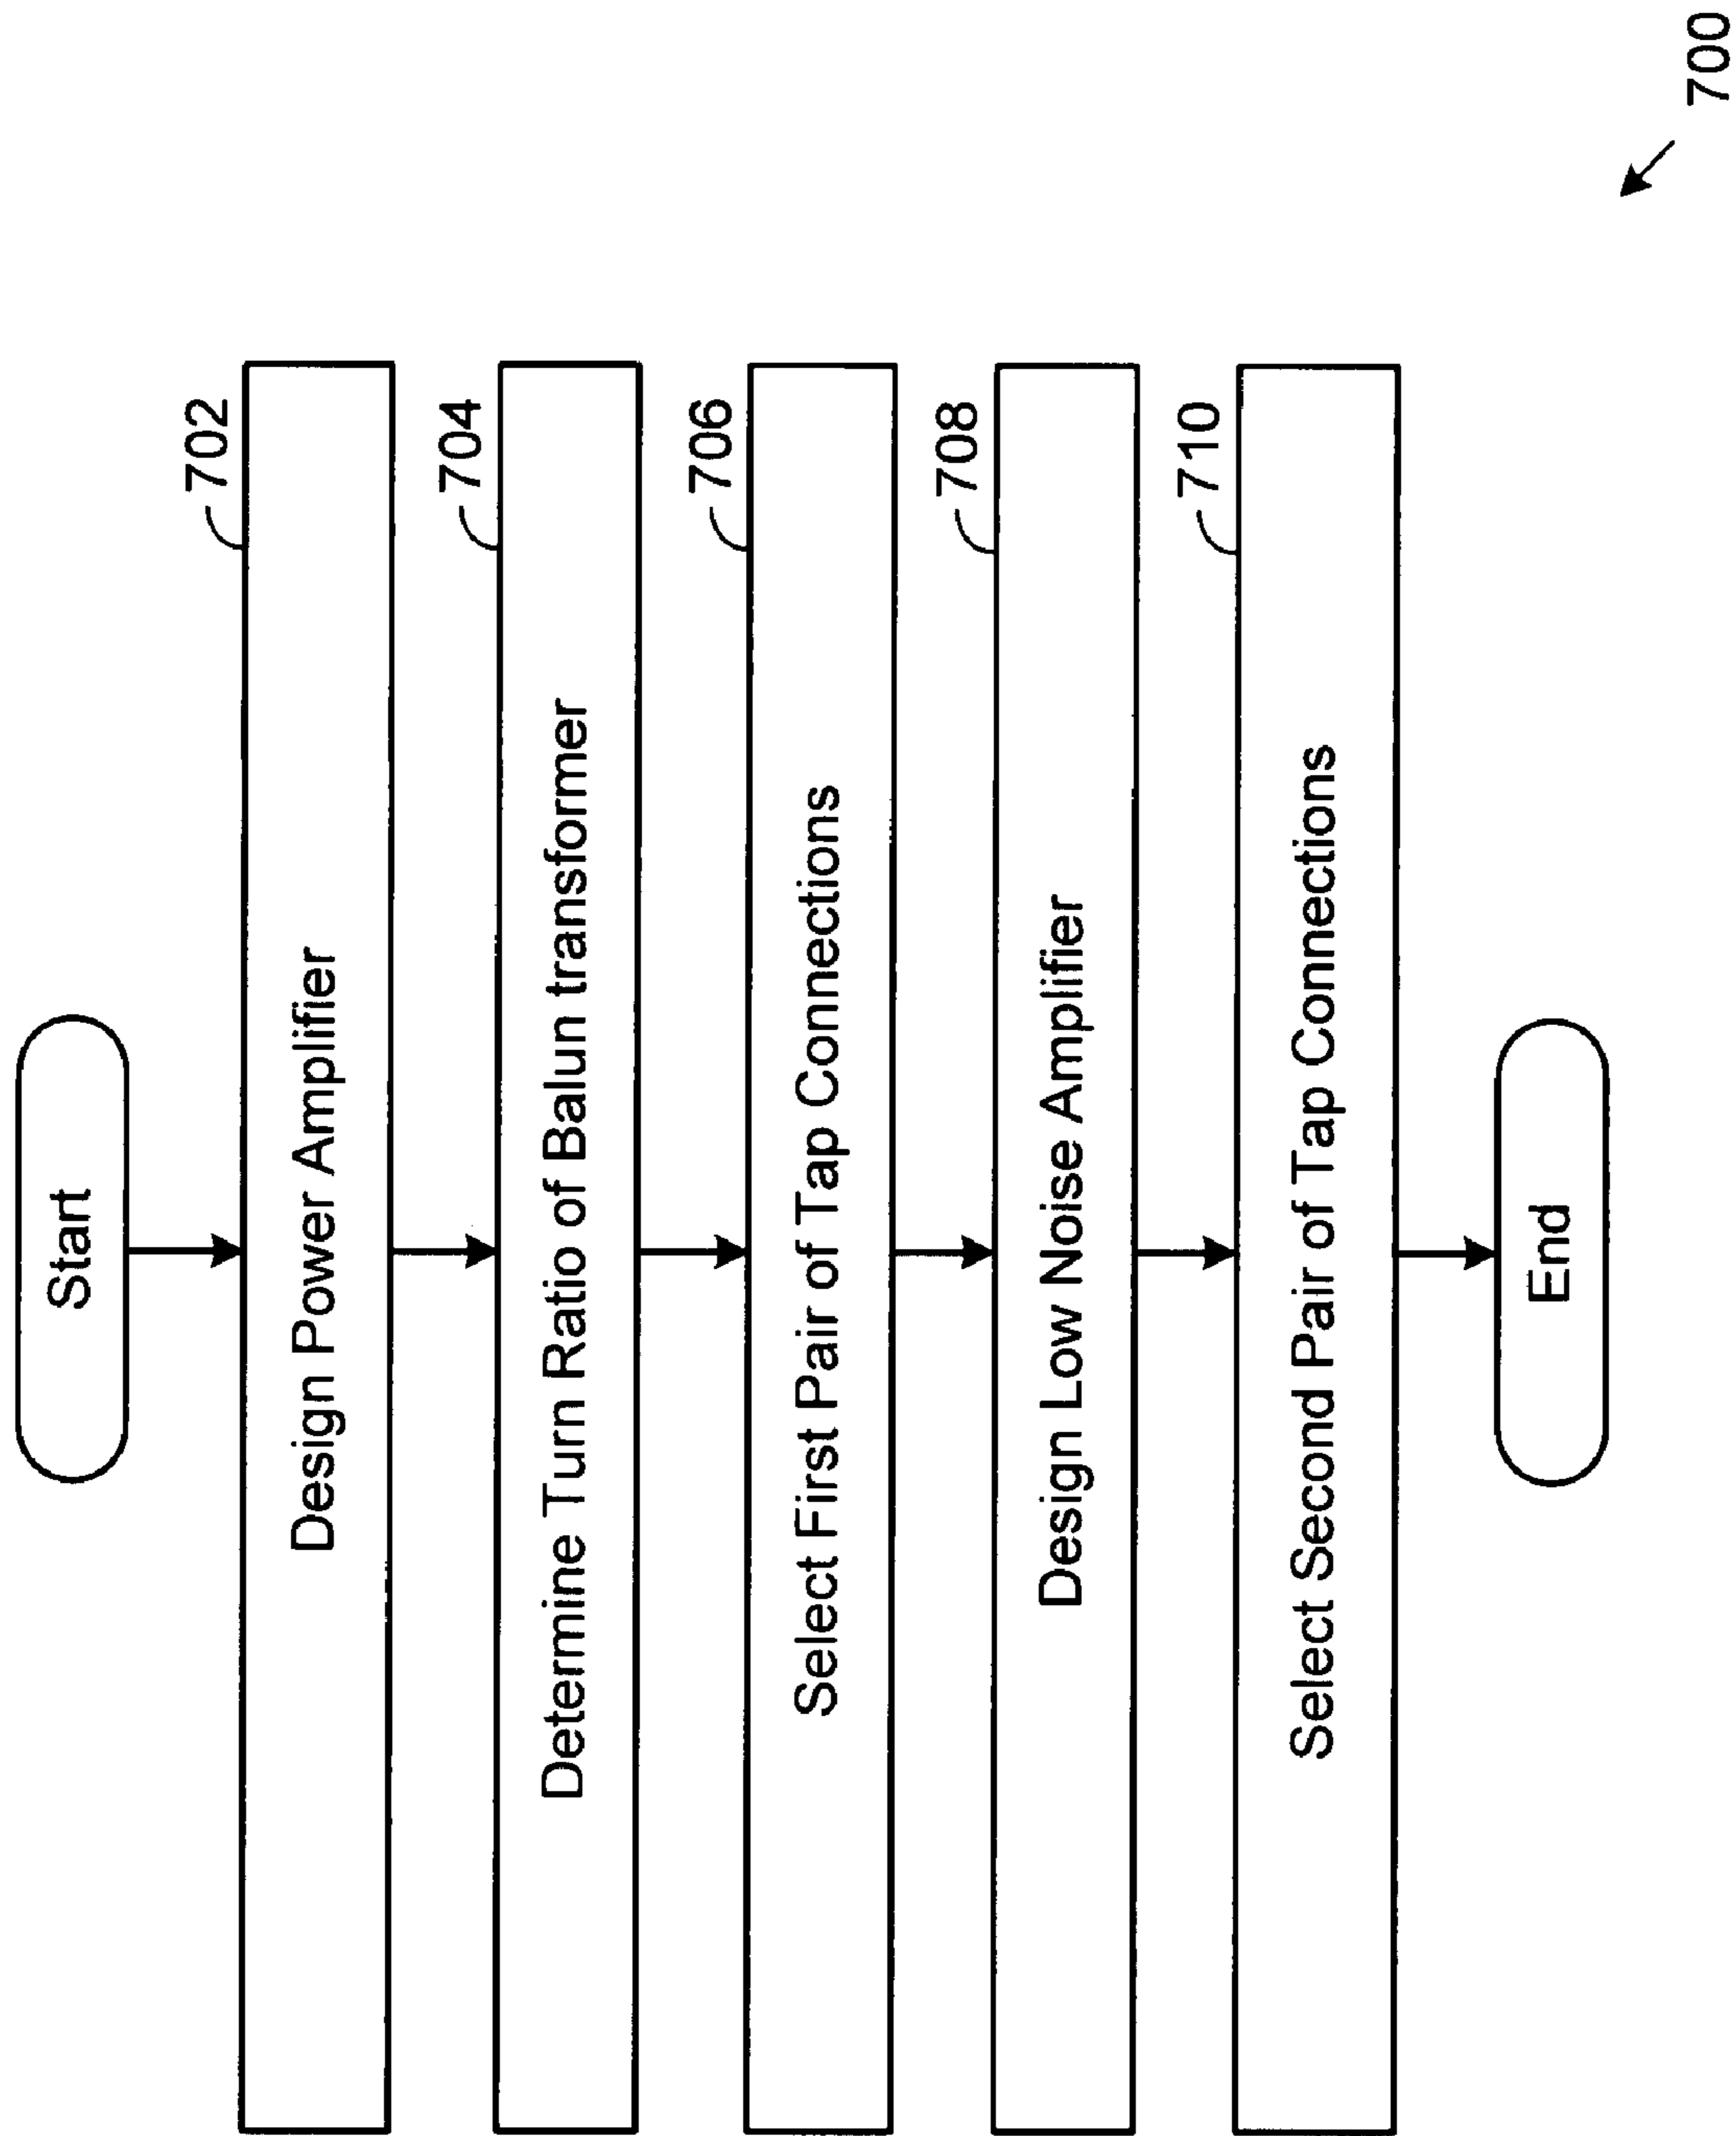 Start
702
Design Power Amplifier
704
Determine Turn Ratio of Balun transformer
706
Select First Pair of Tap Connections
708
Design Low Noise Amplifier
710
Select Second Pair of Tap Connections
End
700